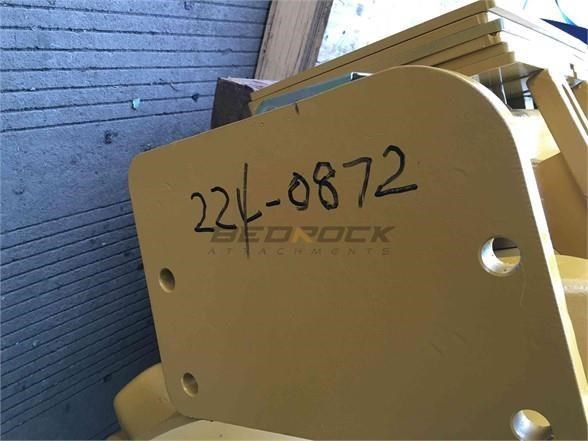 224-0872
BEDROCK
ATTACHMENTS